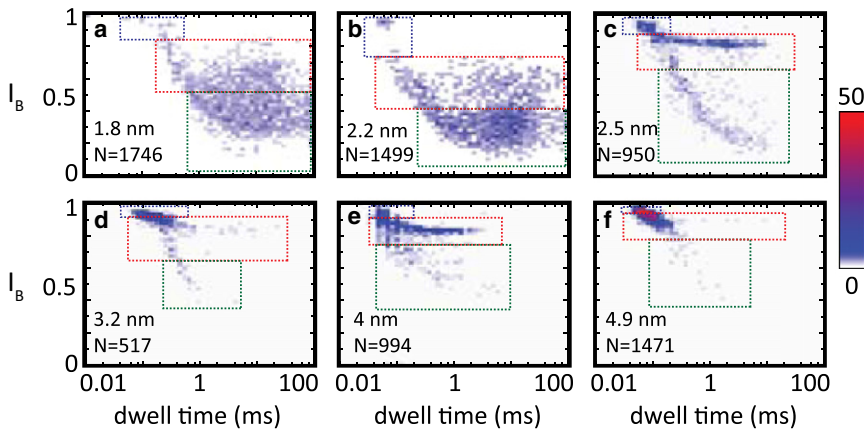 a b c
1 50
I_B 0.5
1.8 nm 2.2 nm 2.5 nm
N=1746 N=1499 N=950
0 0
d e f
1
I_B 0.5
3.2 nm 4 nm 4.9 nm
N=517 N=994 N=1471
0
0.01 1 100 0.01 1 100 0.01 1 100
dwell time (ms) dwell time (ms) dwell time (ms)